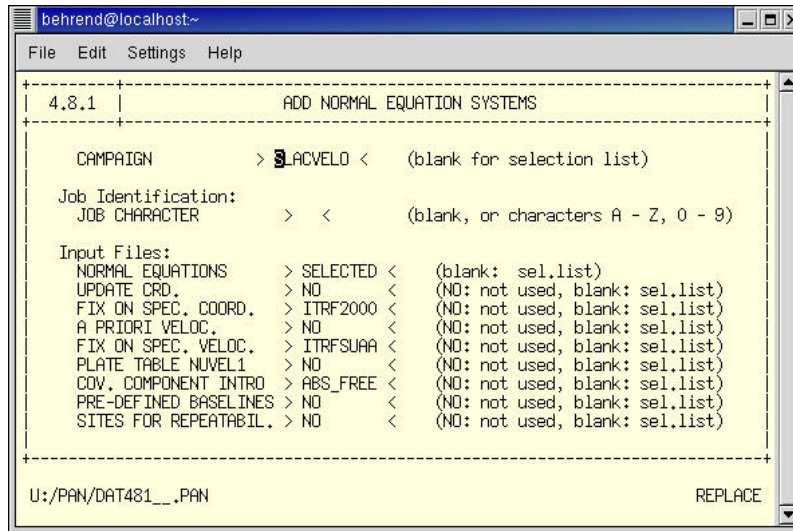 behrend@localhost:~
File Edit Settings Help
4.8.1 ADD NORMAL EQUATION SYSTEMS
CAMPAIGN > SLACVELO < (blank for selection list)
Job Identification:
JOB CHARACTER > < (blank, or characters A - Z, 0 - 9)
Input Files:
NORMAL EQUATIONS > SELECTED < (blank: sel.list)
UPDATE CRD. > NO < (NO: not used, blank: sel.list)
FIX ON SPEC. COORD. > ITRF2000 < (NO: not used, blank: sel.list)
A PRIORI VELOC. > NO < (NO: not used, blank: sel.list)
FIX ON SPEC. VELOC. > ITRFSUAA < (NO: not used, blank: sel.list)
PLATE TABLE NUVEL1 > NO < (NO: not used, blank: sel.list)
COV. COMPONENT INTRO > ABS_FREE < (NO: not used, blank: sel.list)
PRE-DEFINED BASELINES > NO < (NO: not used, blank: sel.list)
SITES FOR REPEATABIL. > NO < (NO: not used, blank: sel.list)
U:/PAN/DAT481__.PAN REPLACE